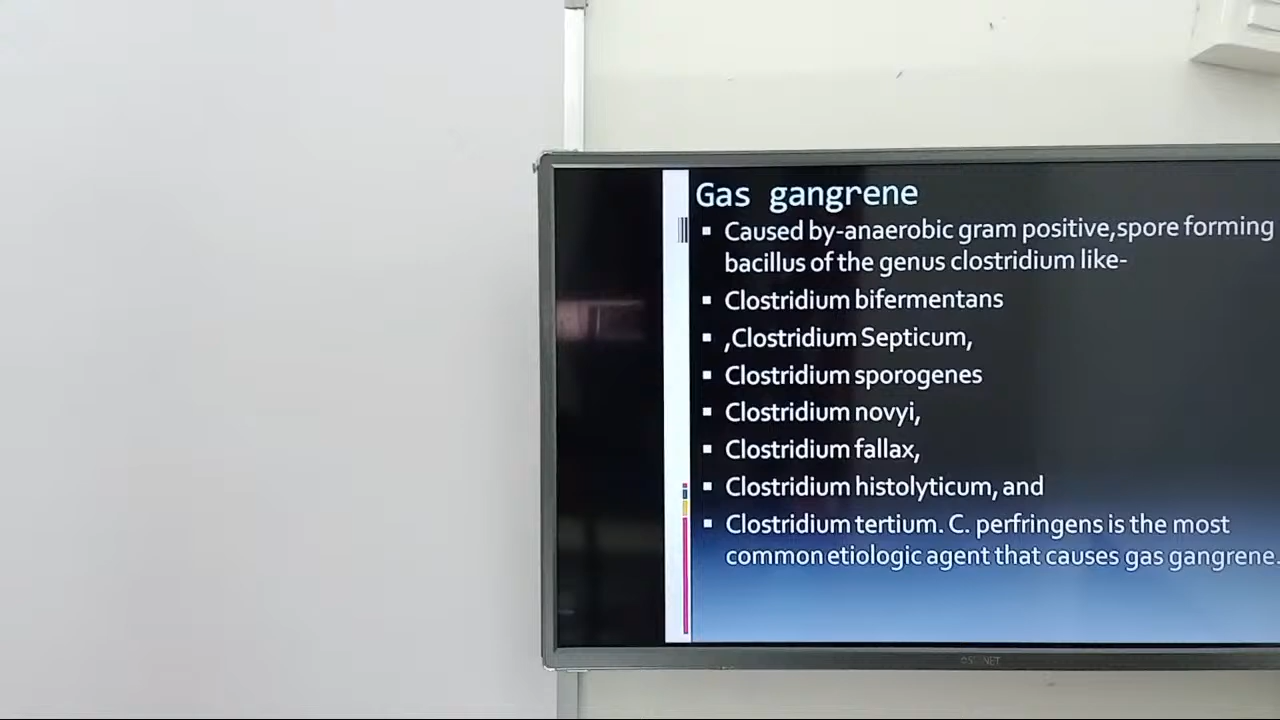 Gas gangrene
▪ Caused by-anaerobic gram positive,spore forming
bacillus of the genus clostridium like-
▪ Clostridium bifermentans
▪ ,Clostridium Septicum,
▪ Clostridium sporogenes
▪ Clostridium novyi,
▪ Clostridium fallax,
▪ Clostridium histolyticum, and
▪ Clostridium tertium. C. perfringens is the most
common etiologic agent that causes gas gangrene.